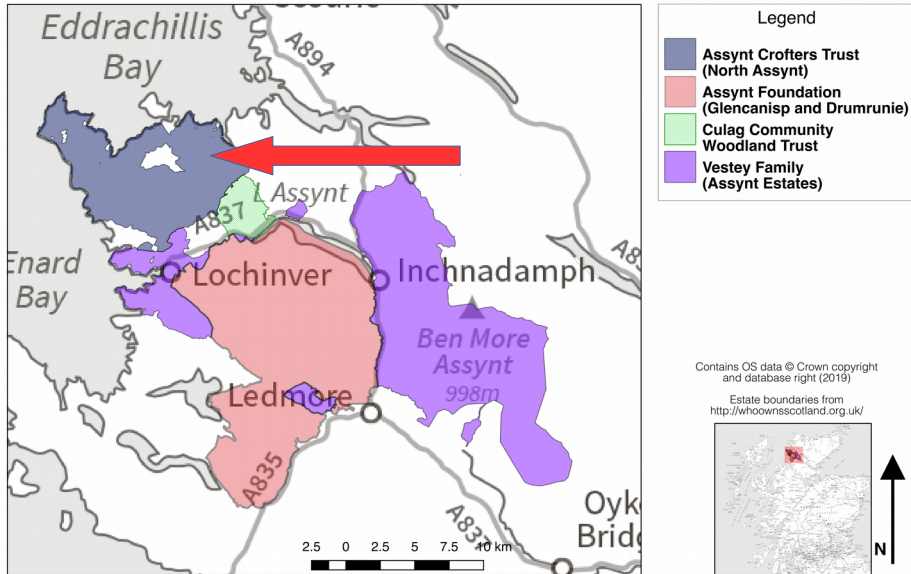 Eddrachillis
Bay
A894
L Assynt
A837
Enard
Bay
Lochinver
Inchnadamph
Ben More
Assynt
998m
Ledmore
A835
A837
Oyk
Bridg
2.5 0 2.5 5 7.5 10 km
Legend
Assynt Crofters Trust
(North Assynt)
Assynt Foundation
(Glencanisp and Drumrunie)
Culag Community
Woodland Trust
Vestey Family
(Assynt Estates)
Contains OS data © Crown copyright
and database right (2019)
Estate boundaries from
http://whoownsscotland.org.uk/
N